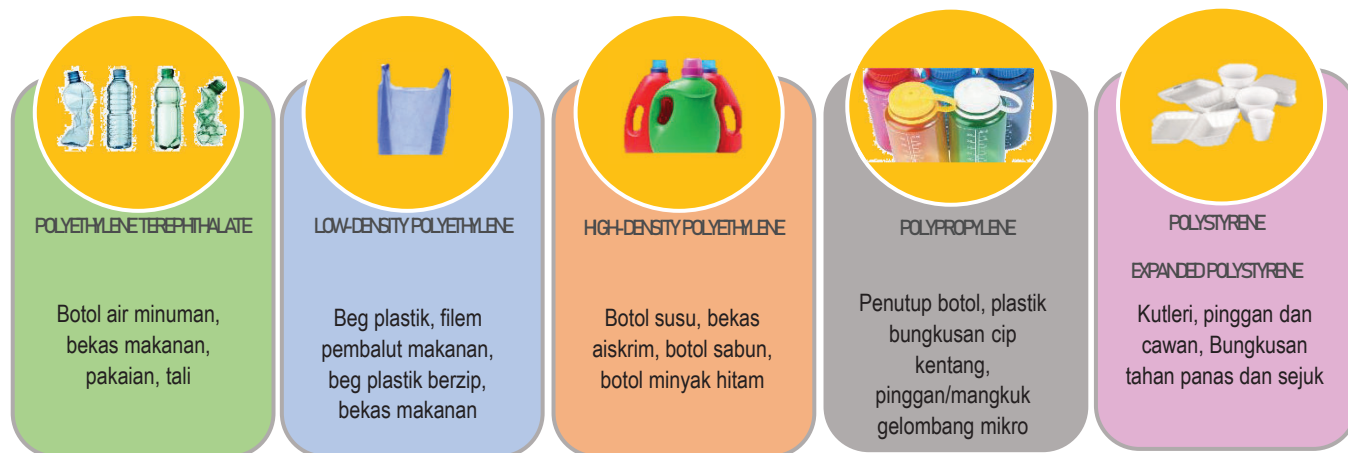 POLYETHYLENE TEREPHTHALATE
Botol air minuman,
bekas makanan,
pakaian, tali
LOW-DENSITY POLYETHYLENE
Beg plastik, filem
pembalut makanan,
beg plastik berzip,
bekas makanan
HIGH-DENSITY POLYETHYLENE
Botol susu, bekas
aiskrim, botol sabun,
botol minyak hitam
POLYPROPYLENE
Penutup botol, plastik
bungkusan cip
kentang,
pinggan/mangkuk
gelombang mikro
POLYSTYRENE
EXPANDED POLYSTYRENE
Kutleri, pinggan dan
cawan, Bungkusan
tahan panas dan sejuk